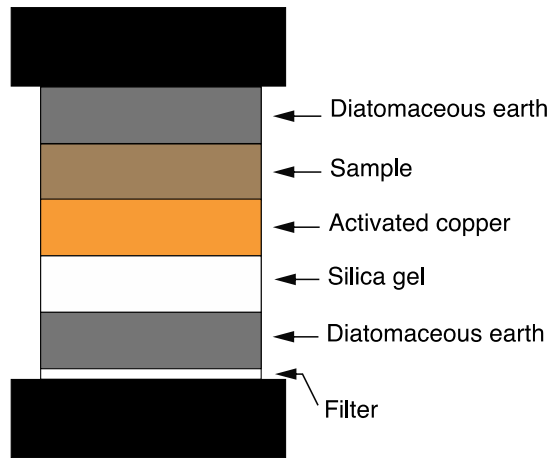 Diatomaceous earth
Sample
Activated copper
Silica gel
Diatomaceous earth
Filter